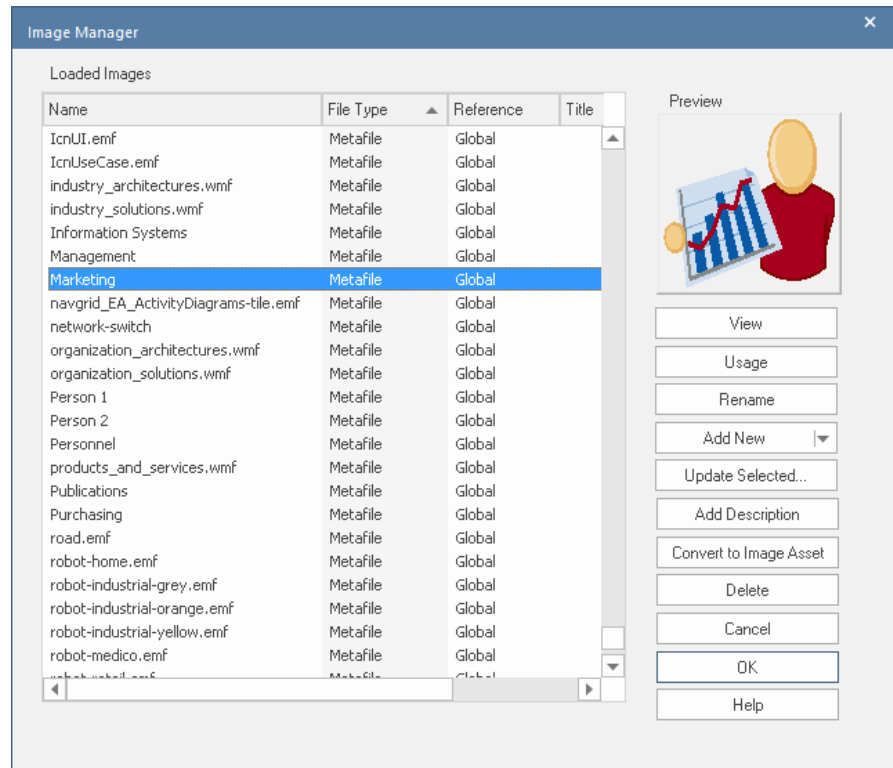 Image Manager
Loaded Images
Name File Type Reference Title
IcnUI.emf Metafile Global
IcnUseCase.emf Metafile Global
industry_architectures.wmf Metafile Global
industry_solutions.wmf Metafile Global
Information Systems Metafile Global
Management Metafile Global
Marketing Metafile Global
navgrid_EA_ActivityDiagrams-tile.emf Metafile Global
network-switch Metafile Global
organization_architectures.wmf Metafile Global
organization_solutions.wmf Metafile Global
Person 1 Metafile Global
Person 2 Metafile Global
Personnel Metafile Global
products_and_services.wmf Metafile Global
Publications Metafile Global
Purchasing Metafile Global
road.emf Metafile Global
robot-home.emf Metafile Global
robot-industrial-grey.emf Metafile Global
robot-industrial-orange.emf Metafile Global
robot-industrial-yellow.emf Metafile Global
robot-medico.emf Metafile Global
Preview
View
Usage
Rename
Add New
Update Selected...
Add Description
Convert to Image Asset
Delete
Cancel
OK
Help